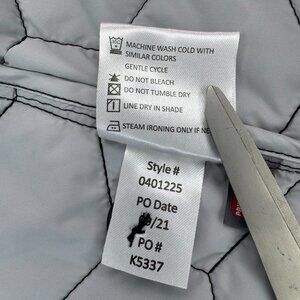 MACHINE WASH COLD WITH
SIMILAR COLORS
GENTLE CYCLE
DO NOT BLEACH
DO NOT TUMBLE DRY
LINE DRY IN SHADE
STEAM IRONING ONLY IF
Style #
0401225
PO Date
/21
PO #
K5337